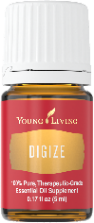 YOUNG LIVING
DIGIZE
100% Pure, Therapeutic-Grade
Essential Oil Supplement
0.17 fl oz (5 ml)